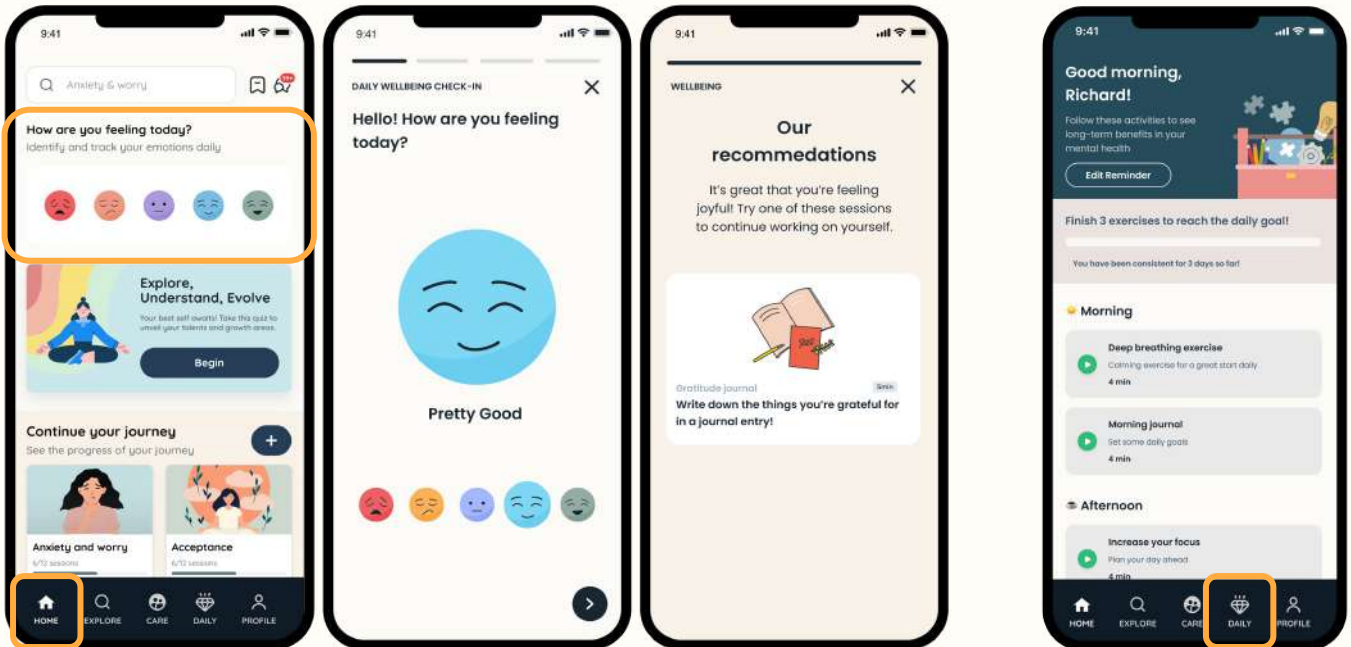 9:41
Anxiety & worry
How are you feeling today?
Identify and track your emotions daily
Explore,
Understand, Evolve
Your best self awaits! Take this quiz to
unveil your talents and growth areas.
Begin
Continue your journey
See the progress of your journey
Anxiety and worry
6/12 sessions
Acceptance
6/12 sessions
HOME
EXPLORE
CARE
DAILY
PROFILE
9:41
DAILY WELLBEING CHECK-IN
Hello! How are you feeling
today?
Pretty Good
9:41
WELLBEING
Our
recommedations
It's great that you're feeling
joyful! Try one of these sessions
to continue working on yourself.
Gratitude journal
5min
Write down the things you're grateful for
in a journal entry!
9:41
Good morning,
Richard!
Follow these activities to see
long-term benefits in your
mental health
Edit Reminder
Finish 3 exercises to reach the daily goal!
You have been consistent for 3 days so far!
Morning
Deep breathing exercise
Calming exercise for a great start daily
4 min
Morning journal
Set some daily goals
4 min
Afternoon
Increase your focus
Plan your day ahead
4 min
HOME
EXPLORE
CARE
DAILY
PROFILE